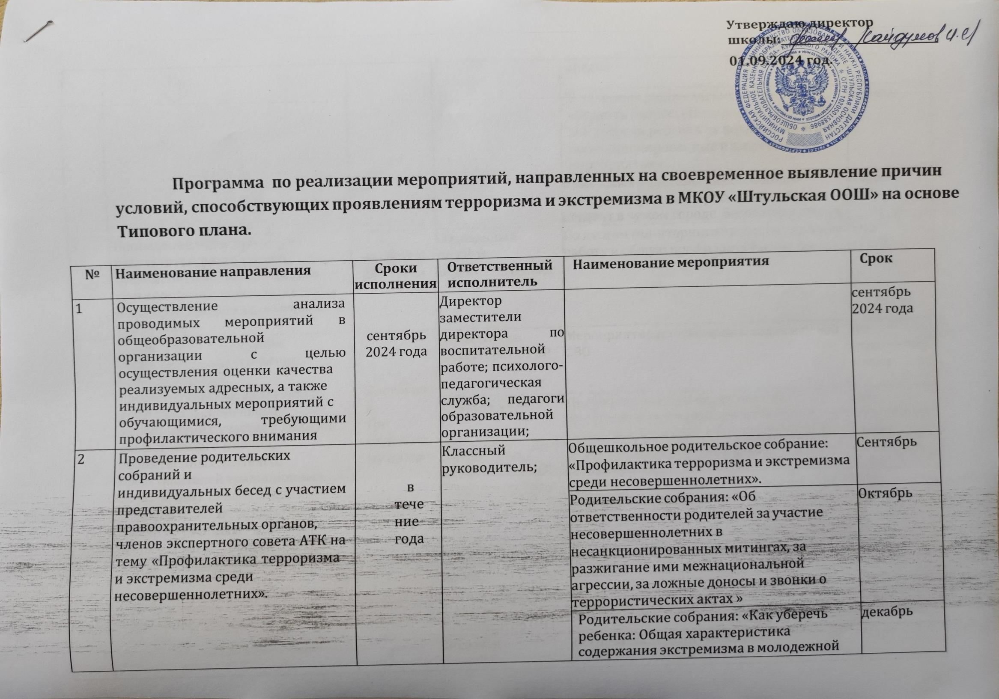 Утверждаю директор
школы:
01.09.2024 год.
Программа по реализации мероприятий, направленных на своевременное выявление причин
условий, способствующих проявлениям терроризма и экстремизма в МКОУ «Штульская ООШ» на основе
Типового плана.
№
Наименование направления
Сроки
исполнения
Ответственный
исполнитель
Наименование мероприятия
Срок
1
Осуществление анализа
проводимых мероприятий в
общеобразовательной
организации с целью
осуществления оценки качества
реализуемых адресных, а также
индивидуальных мероприятий с
обучающимися, требующими
профилактического внимания
сентябрь
2024 года
Директор
заместители
директора по
воспитательной
работе; психолого-
педагогическая
служба; педагоги
образовательной
организации;
сентябрь
2024 года
2
Проведение родительских
собраний и
индивидуальных бесед с участием
представителей
правоохранительных органов,
членов экспертного совета АТК на
тему «Профилактика терроризма
и экстремизма среди
несовершеннолетних».
в
тече
ние
года
Классный
руководитель;
Общешкольное родительское собрание:
«Профилактика терроризма и экстремизма
среди несовершеннолетних».
Сентябрь
Родительские собрания: «Об
ответственности родителей за участие
несовершеннолетних в
несанкционированных митингах, за
разжигание ими межнациональной
агрессии, за ложные доносы и звонки о
террористических актах »
Октябрь
Родительские собрания: «Как уберечь
ребенка: Общая характеристика
содержания экстремизма в молодежной
декабрь